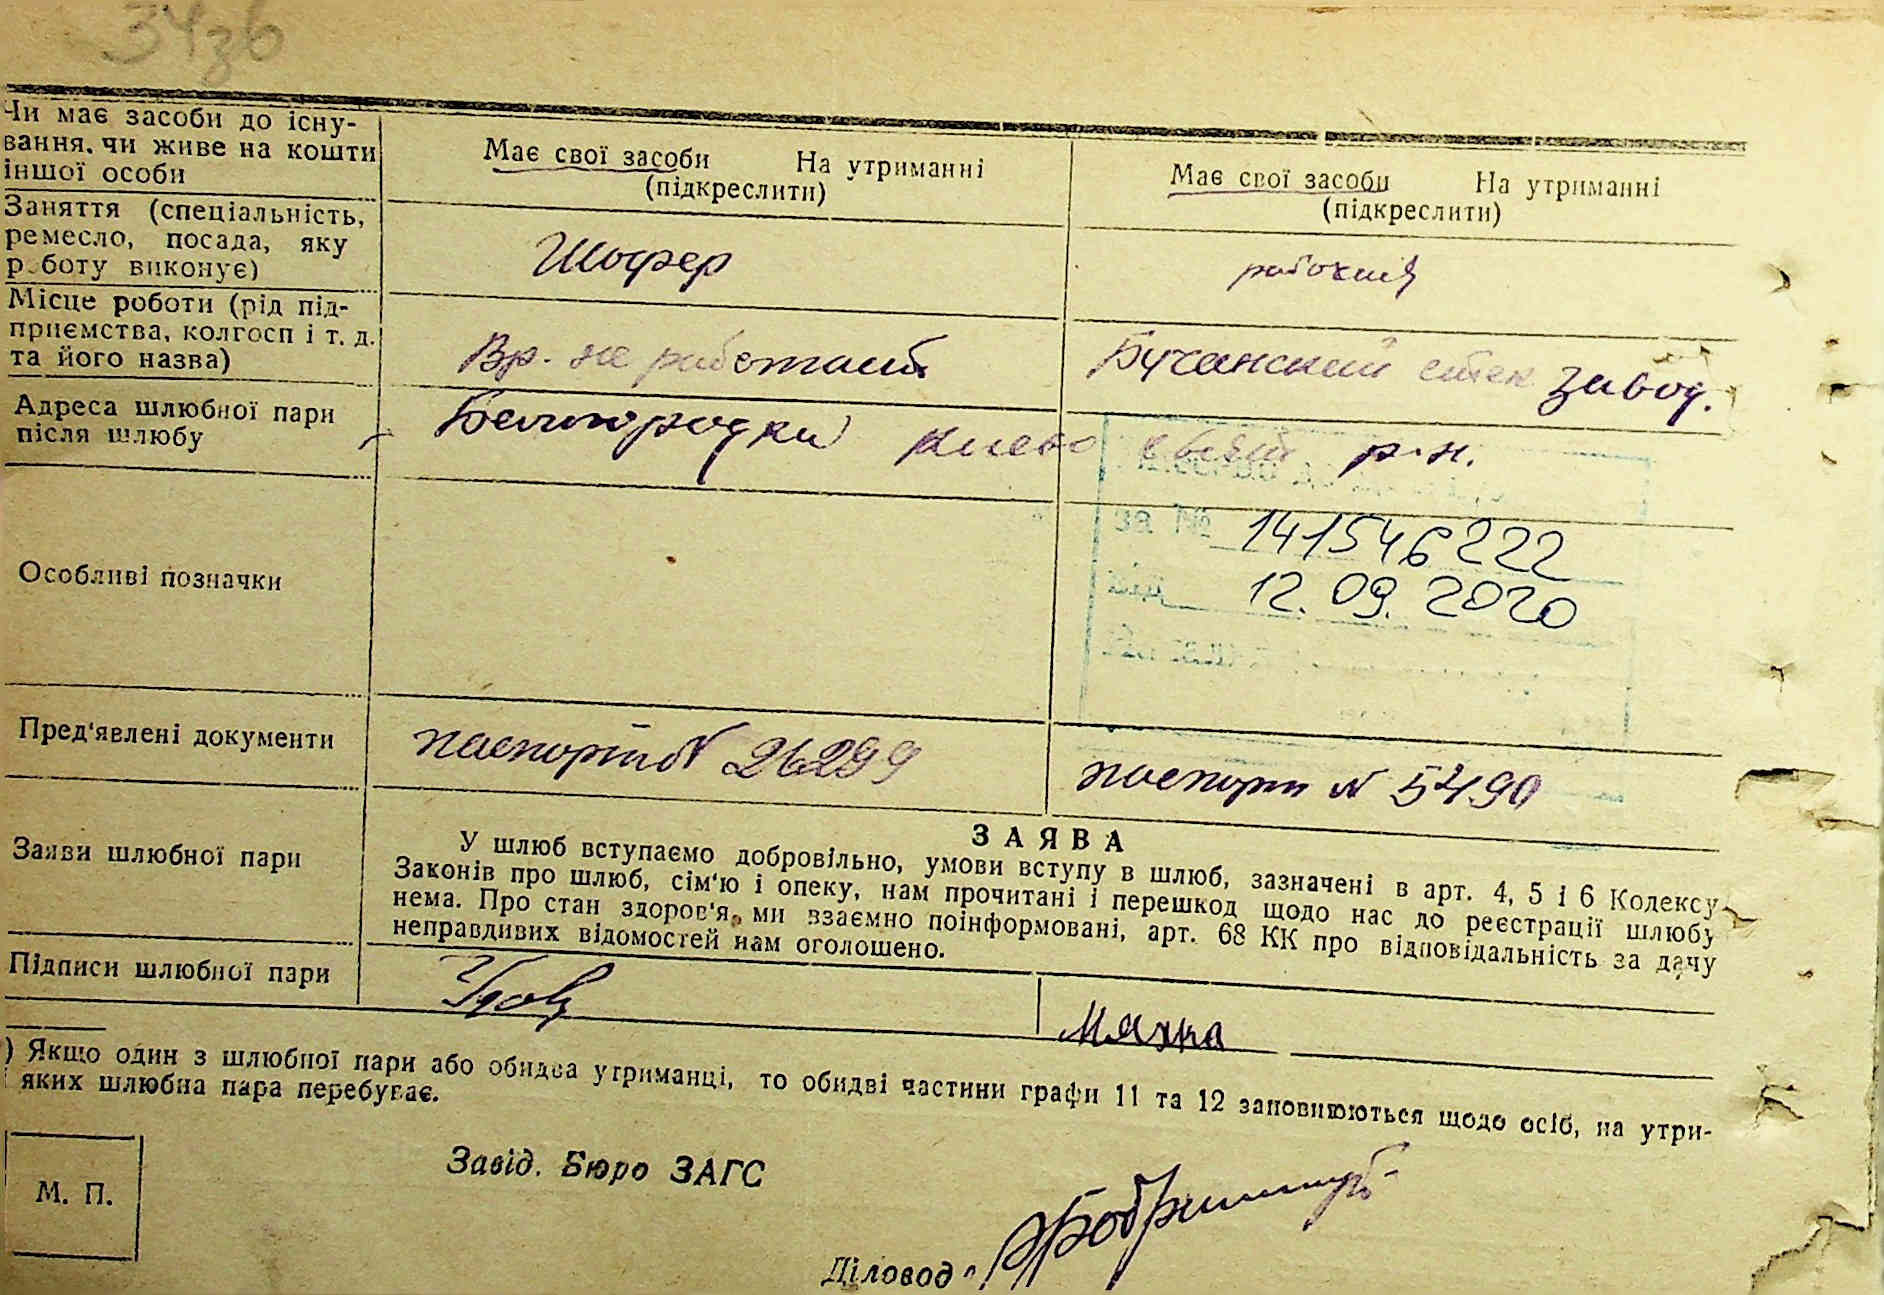 34зв
Чи має засоби до існу-
вання, чи живе на кошти
іншої особи
Має свої засоби На утриманні
(підкреслити)
Має свої засоби На утриманні
(підкреслити)
Заняття (спеціальність,
ремесло, посада, яку
роботу виконує)
Шофер
рабочий
Місце роботи (рід під-
приємства, колгосп і т. д.
та його назва)
Вр. не работает
Бучанский стек завод.
Адреса шлюбної пари
після шлюбу
Белгородка Киево р-н.
Особливі позначки
за №
141546222
12.09.2020
Пред'явлені документи
паспорт N 26299
паспорт N 5490
Заяви шлюбної пари
ЗАЯВА
У шлюб вступаємо добровільно, умови вступу в шлюб, зазначені в арт. 4, 5 і 6 Кодексу
Законів про шлюб, сім'ю і опеку, нам прочитані і перешкод щодо нас до реєстрації шлюбу
нема. Про стан здоров'я ми взаємно поінформовані, арт. 68 КК про відповідальність за дачу
неправдивих відомостей нам оголошено.
Підписи шлюбної пари
) Якщо один з шлюбної пари або обидва утриманці, то обидві частини графи 11 та 12 заповнюються щодо осіб, на утри-
яких шлюбна пара перебуває.
М. П.
Завід. Бюро ЗАГС
Діловод